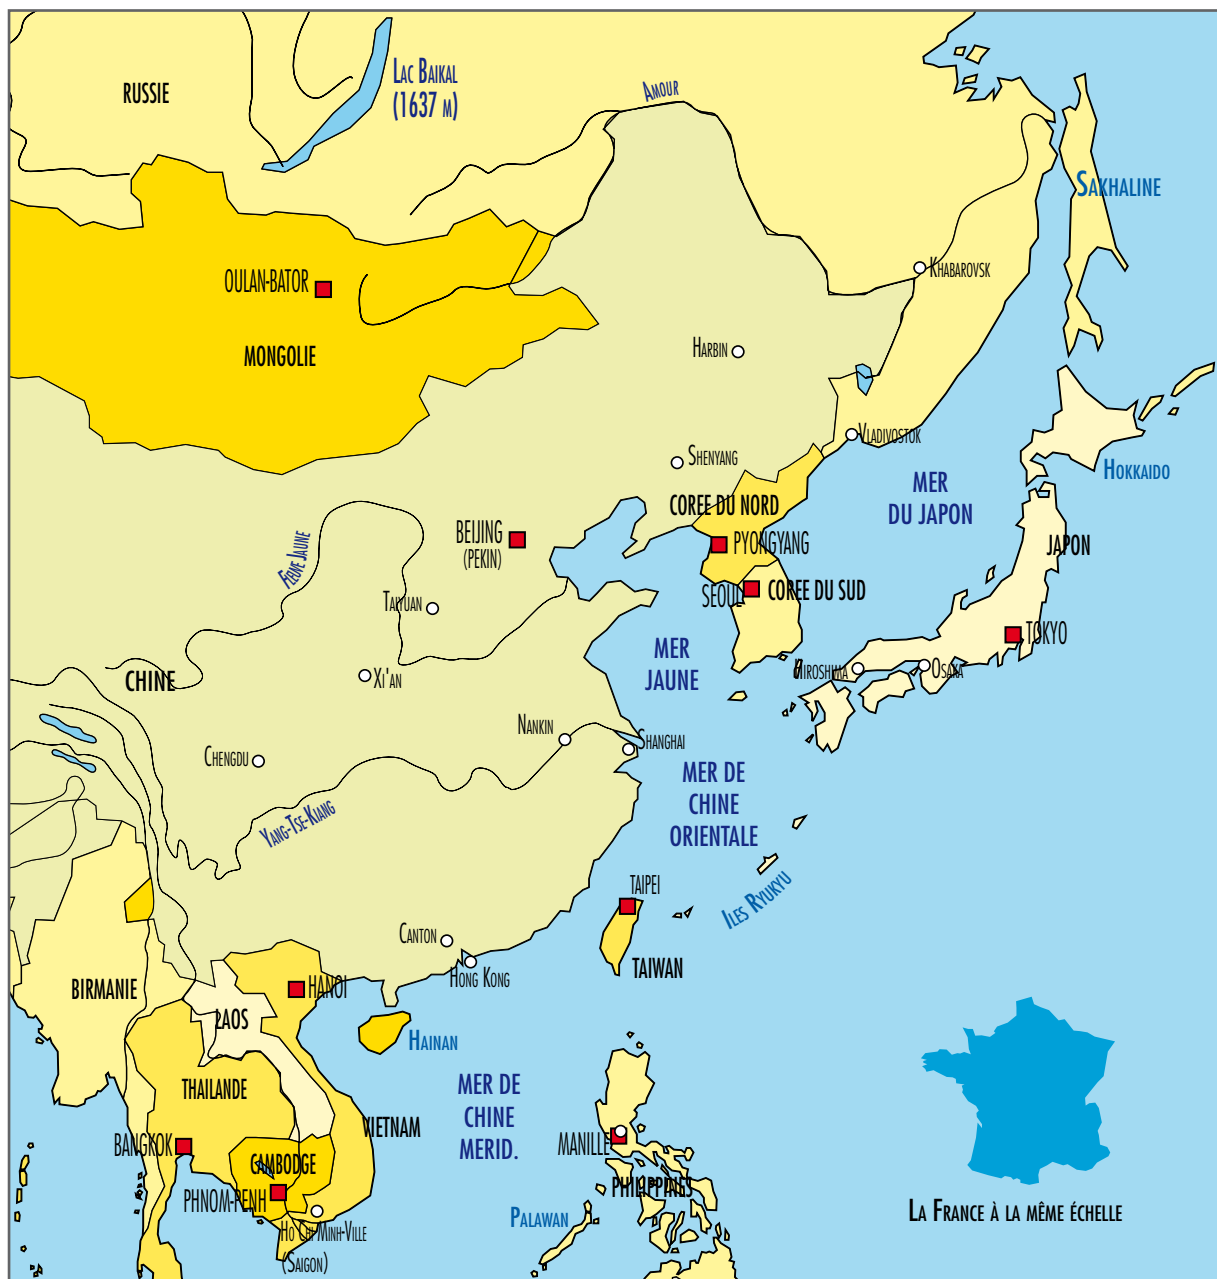 RUSSIE
LAC BAIKAL
(1637 M)
AMOUR
SAKHALINE
OULAN-BATOR
KHABAROVSK
MONGOLIE
HARBIN
VLADIVOSTOK
SHENYANG
HOKKAIDO
MER
DU JAPON
COREE DU NORD
BEIJING
(PEKIN)
PYONGYANG
JAPON
FLEUVE JAUNE
SEOUL
COREE DU SUD
TAIYUAN
TOKYO
MER
JAUNE
CHINE
XI'AN
HIROSHIMA
OSAKA
NANKIN
SHANGHAI
CHENGDU
MER DE
CHINE
ORIENTALE
YANG-TSE-KIANG
TAIPEI
ILES RYUKYU
CANTON
TAIWAN
HONG KONG
BIRMANIE
HANOI
LAOS
HAINAN
THAILANDE
MER DE
CHINE
MERID.
VIETNAM
BANGKOK
MANILLE
CAMBODGE
PHNOM-PENH
PHILIPPINES
PALAWAN
LA FRANCE À LA MÊME ÉCHELLE
HO CHI MINH-VILLE
(SAIGON)